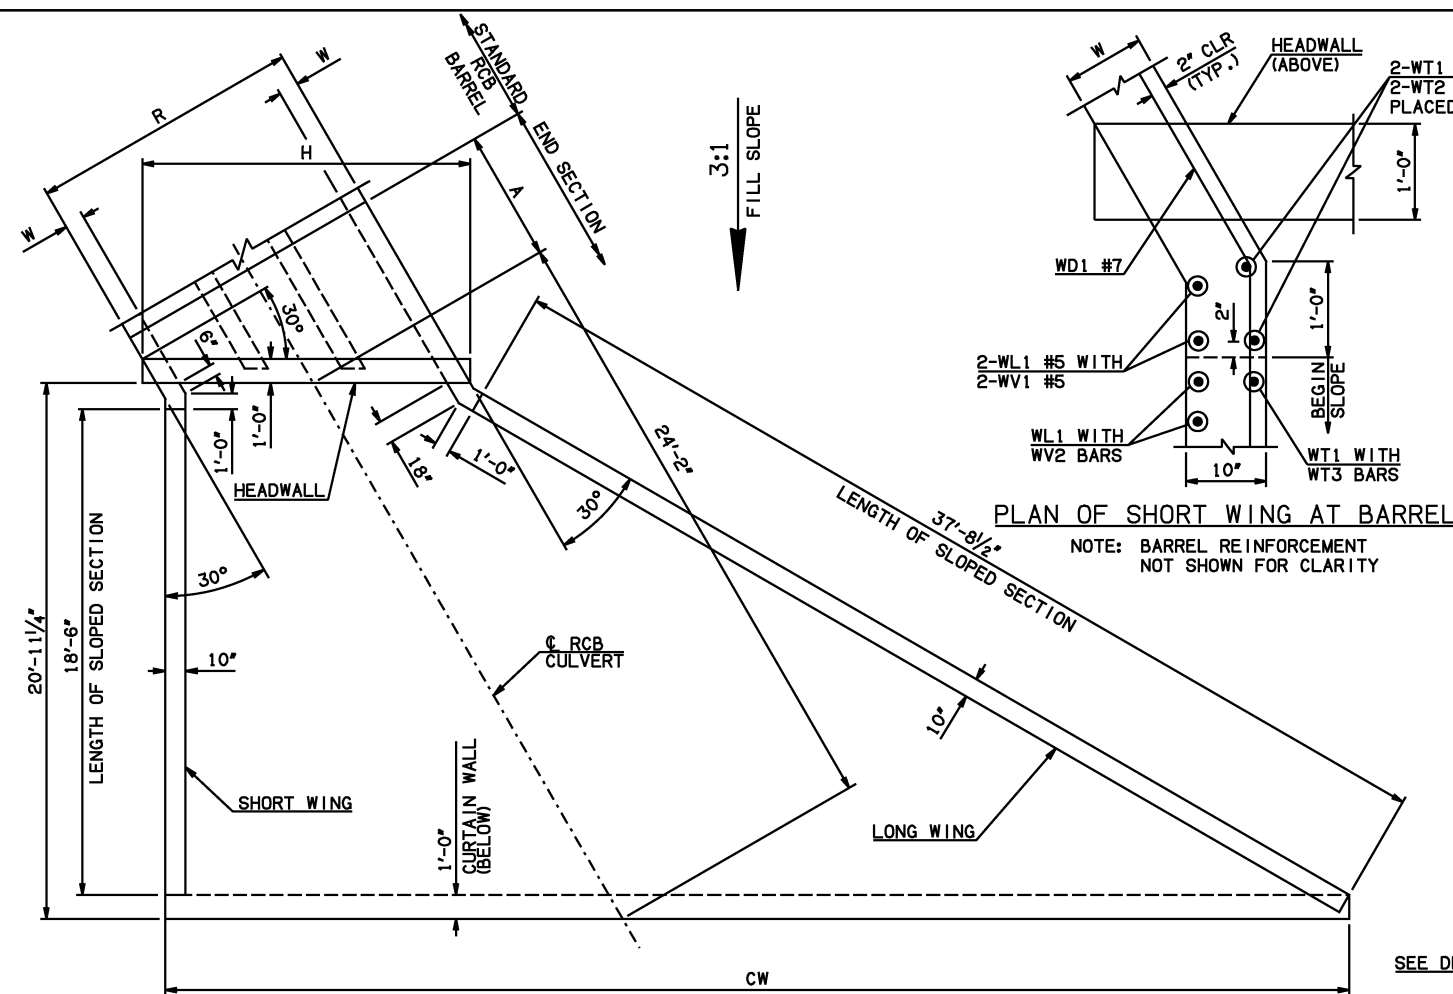 STANDARD
RCB
BARREL
END SECTION
W
R
H
W
A
3:1
FILL SLOPE
30°
6"
1'-0"
1'-0"
HEADWALL
18"
1'-0"
30°
24'-2"
37'-8½"
LENGTH OF SLOPED SECTION
30°
20'-11¼"
18'-6"
LENGTH OF SLOPED SECTION
10"
SHORT WING
℄ RCB
CULVERT
10"
LONG WING
1'-0"
CURTAIN WALL
(BELOW)
CW
W
2" CLR
(TYP.)
HEADWALL
(ABOVE)
2-WT1
2-WT2
PLACED
1'-0"
WD1 #7
2"
1'-0"
2-WL1 #5 WITH
2-WV1 #5
BEGIN
SLOPE
WL1 WITH
WV2 BARS
WT1 WITH
WT3 BARS
10"
PLAN OF SHORT WING AT BARREL
NOTE: BARREL REINFORCEMENT
NOT SHOWN FOR CLARITY